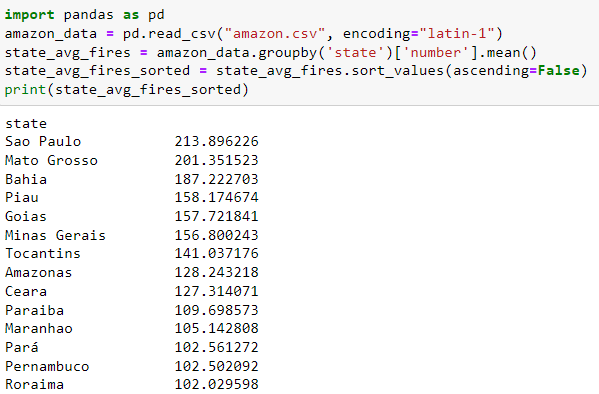 import pandas as pd
amazon_data = pd.read_csv("amazon.csv", encoding="latin-1")
state_avg_fires = amazon_data.groupby('state')['number'].mean()
state_avg_fires_sorted = state_avg_fires.sort_values(ascending=False)
print(state_avg_fires_sorted)
state
Sao Paulo 213.896226
Mato Grosso 201.351523
Bahia 187.222703
Piau 158.174674
Goias 157.721841
Minas Gerais 156.800243
Tocantins 141.037176
Amazonas 128.243218
Ceara 127.314071
Paraiba 109.698573
Maranhao 105.142808
Pará 102.561272
Pernambuco 102.502092
Roraima 102.029598